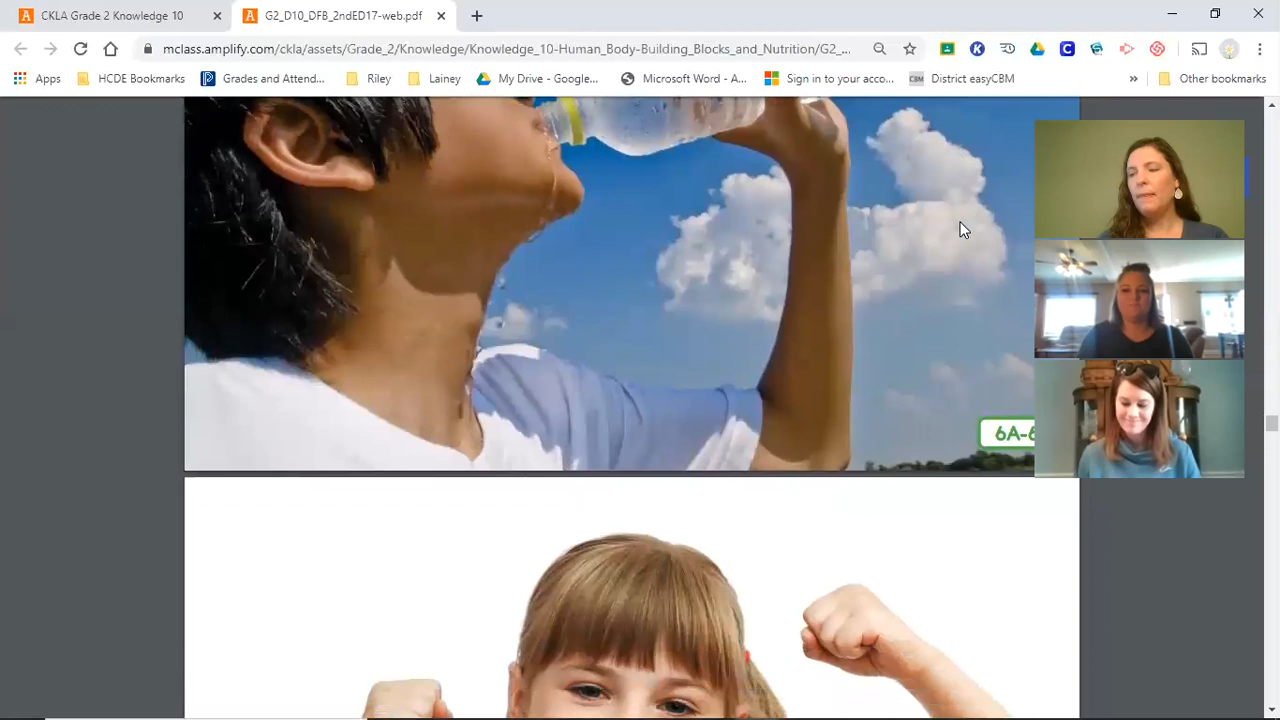 CKLA Grade 2 Knowledge 10
G2_D10_DFB_2ndED17-web.pdf
mclass.amplify.com/ckla/assets/Grade_2/Knowledge/Knowledge_10-Human_Body-Building_Blocks_and_Nutrition/G2_...
Apps HCDE Bookmarks Grades and Attend... Riley Lainey My Drive - Google... Microsoft Word - A... Sign in to your acco... CBM District easyCBM » Other bookmarks
6A-6